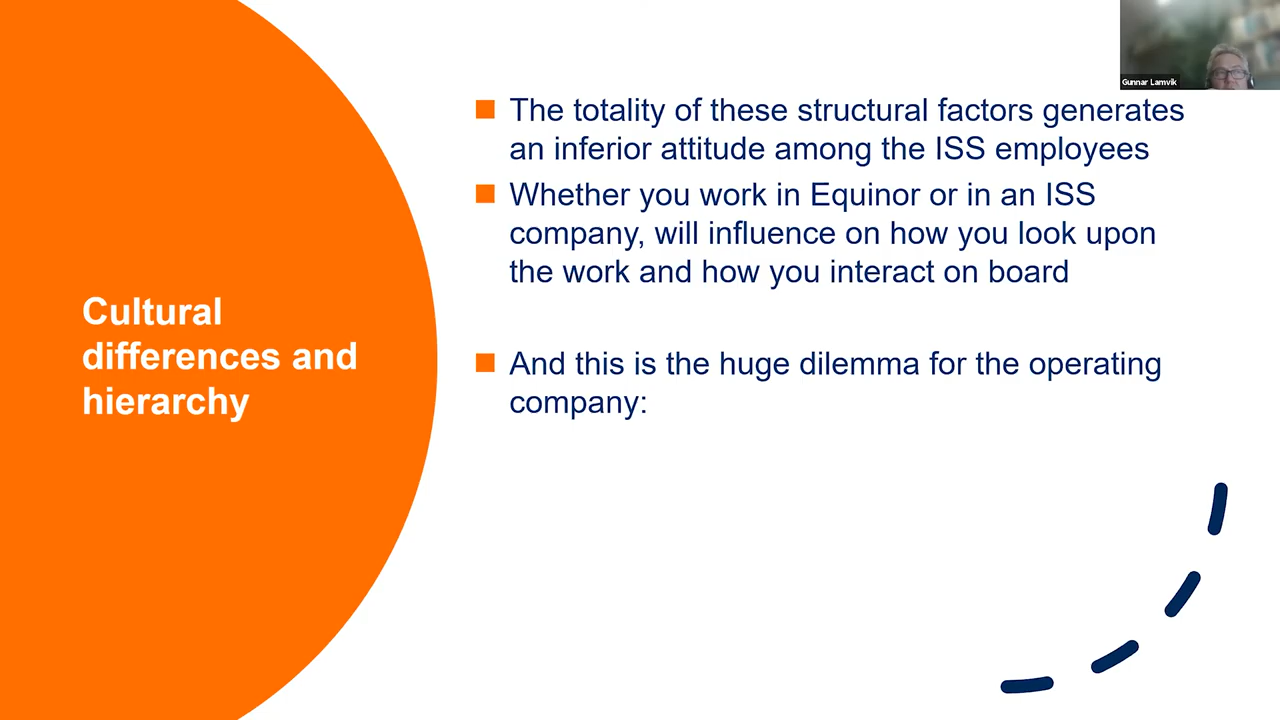 Gunnar Lamvik
The totality of these structural factors generates
an inferior attitude among the ISS employees
Whether you work in Equinor or in an ISS
company, will influence on how you look upon
the work and how you interact on board
Cultural
differences and
hierarchy
And this is the huge dilemma for the operating
company: